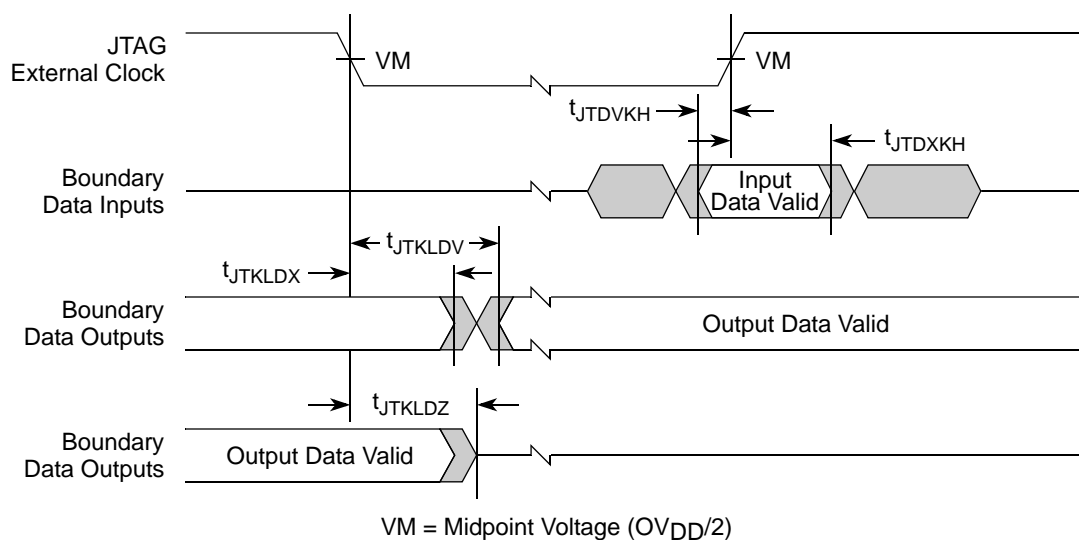 JTAG
External Clock
VM
VM
tJTDVKH
tJTDXKH
Boundary
Data Inputs
Input
Data Valid
tJTKLDV
tJTKLDX
Boundary
Data Outputs
Output Data Valid
tJTKLDZ
Boundary
Data Outputs
Output Data Valid
VM = Midpoint Voltage (OVDD/2)